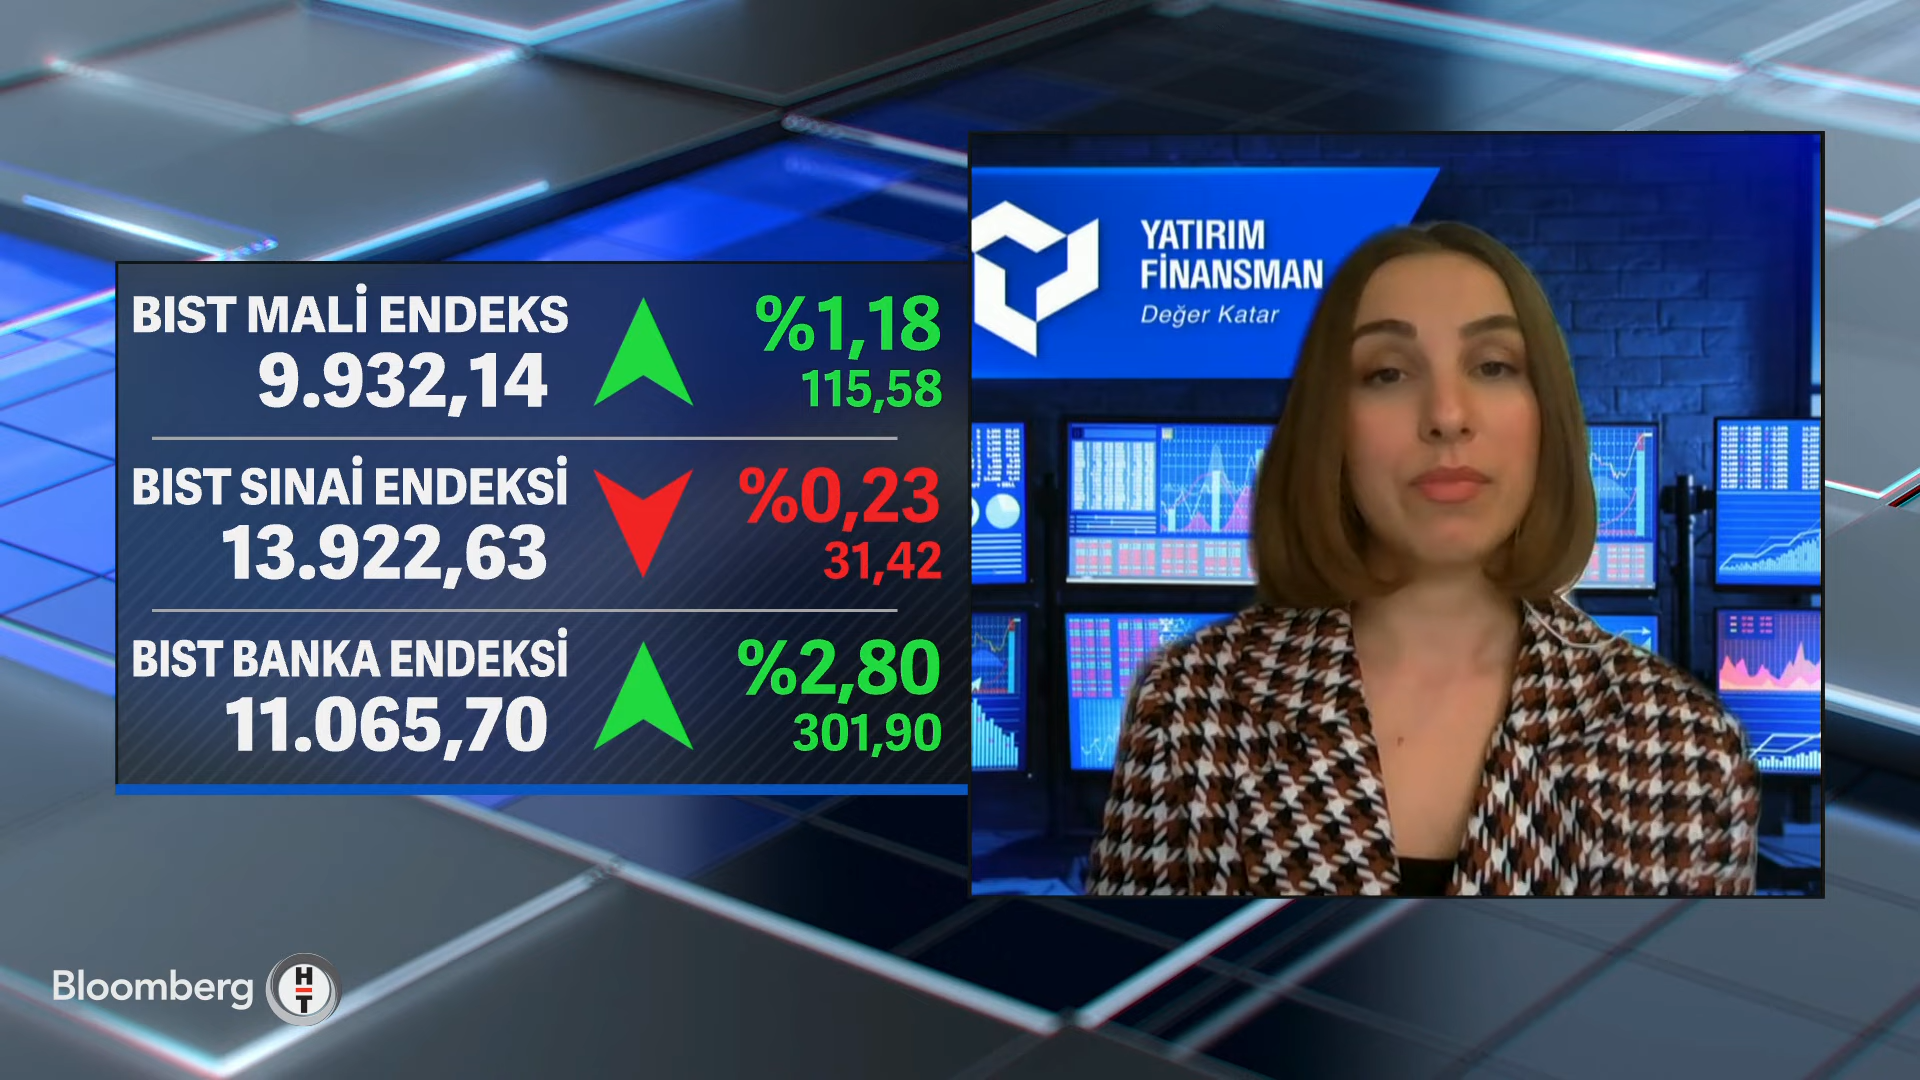 BIST MALİ ENDEKS
9.932,14
%1,18
115,58
BIST SINAİ ENDEKSİ
13.922,63
%0,23
31,42
BIST BANKA ENDEKSİ
11.065,70
%2,80
301,90
YATIRIM
FİNANSMAN
Değer Katar
Bloomberg
HT